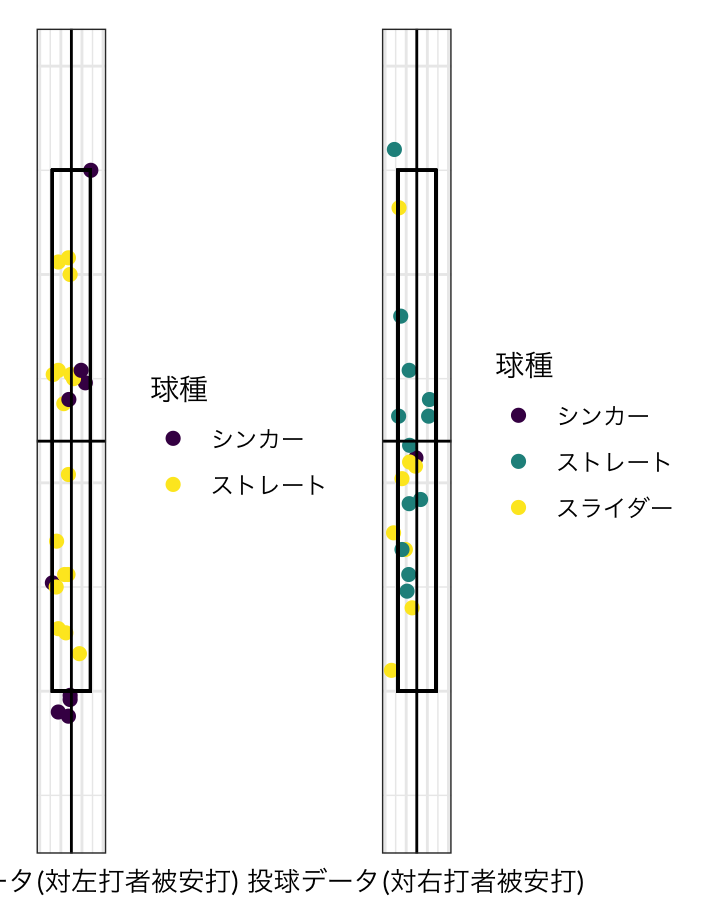 球種
シンカー
ストレート
球種
シンカー
ストレート
スライダー
ータ(対左打者被安打)
投球データ(対右打者被安打)